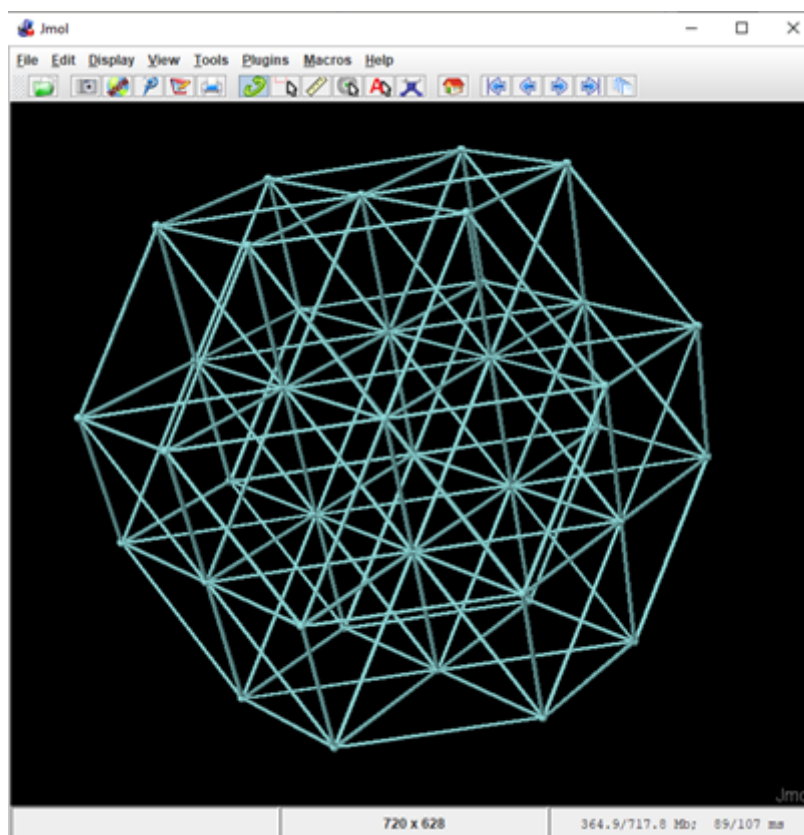 Jmol
File Edit Display View Tools Plugins Macros Help
Jmo
720 x 628 364.9/717.8 Mb; 89/107 ms